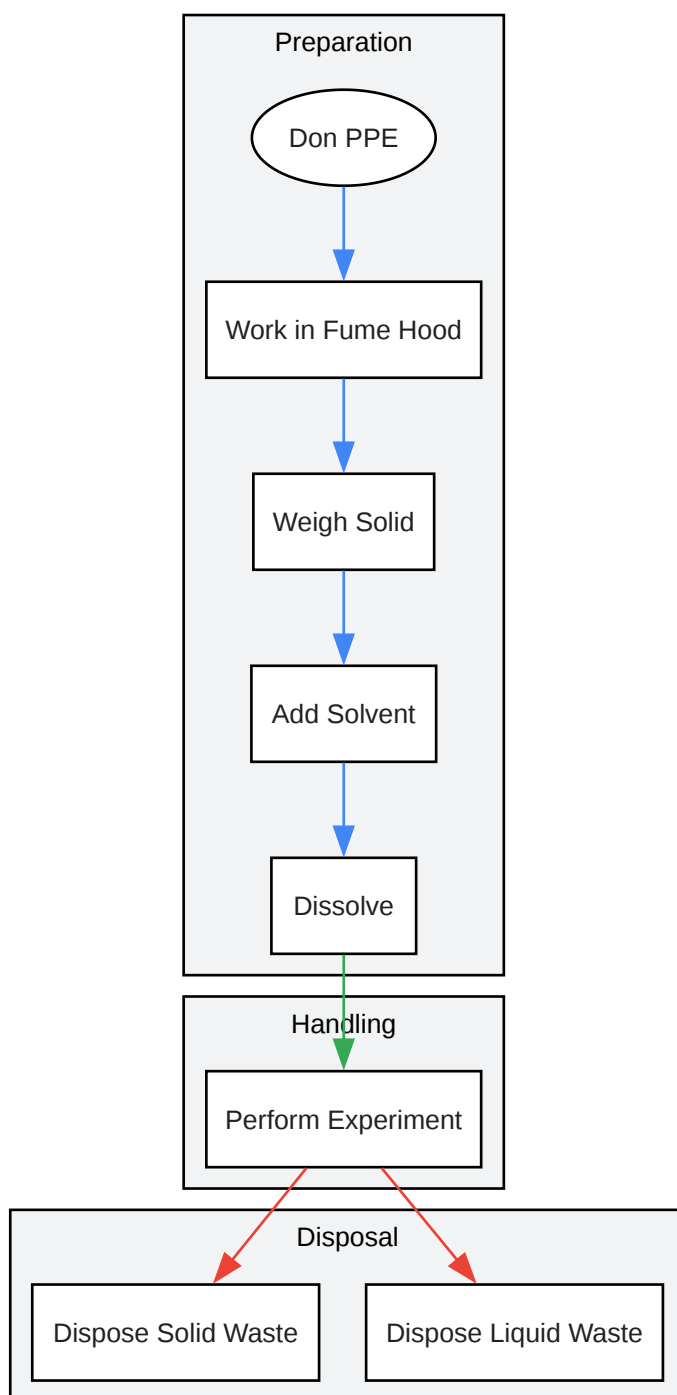 Preparation
Don PPE
Work in Fume Hood
Weigh Solid
Add Solvent
Dissolve
Handling
Perform Experiment
Disposal
Dispose Solid Waste
Dispose Liquid Waste